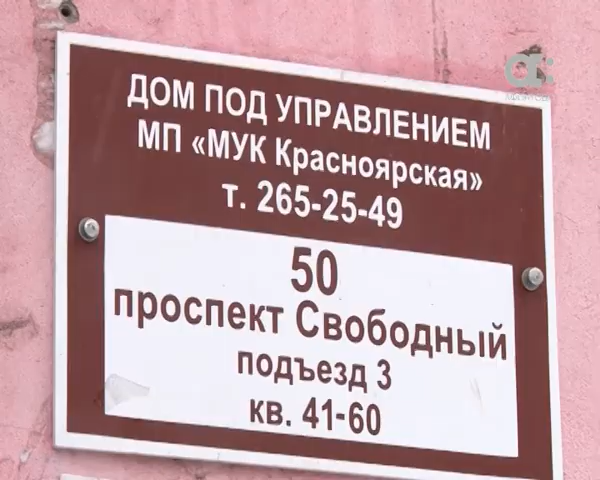 ДОМ ПОД УПРАВЛЕНИЕМ
МП «МУК Красноярская»
т. 265-25-49
50
проспект Свободный
подъезд 3
кв. 41-60